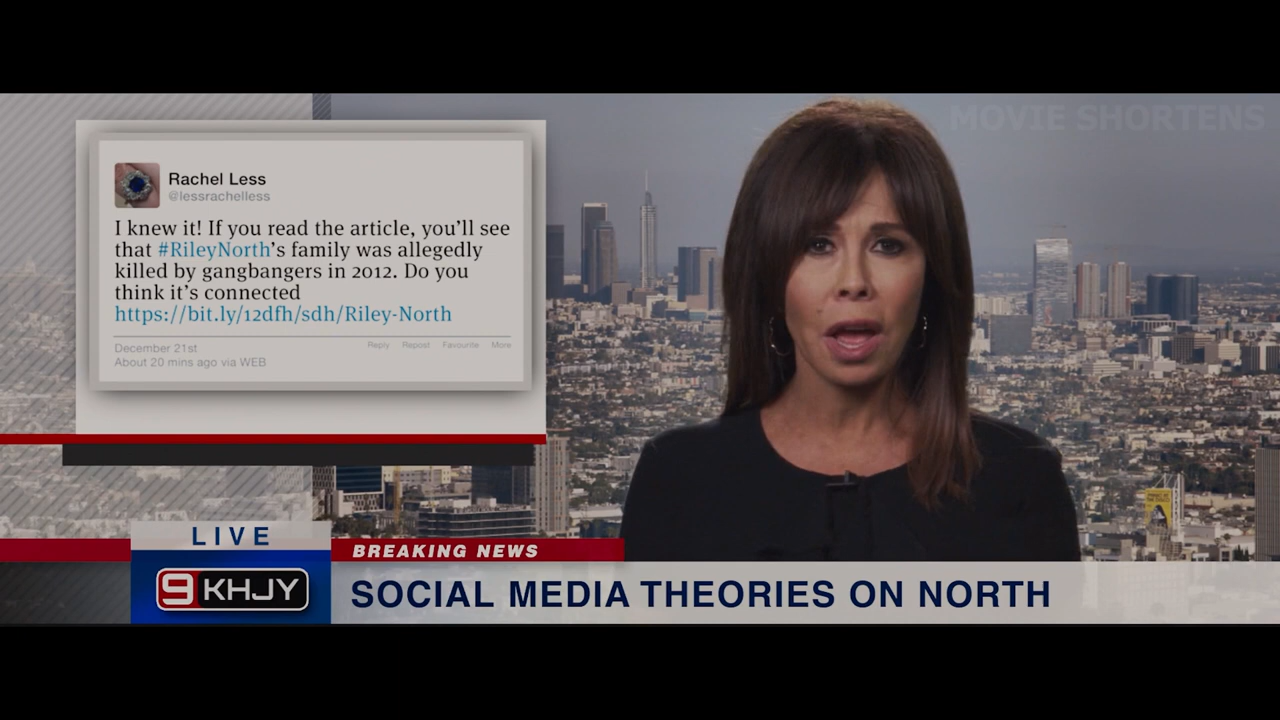 MOVIE SHORTENS
Rachel Less
@lessrachelless
I knew it! If you read the article, you'll see
that #RileyNorth's family was allegedly
killed by gangbangers in 2012. Do you
think it's connected
https://bit.ly/12dfh/sdh/Riley-North
December 21st
Reply Repost Favourite More
About 20 mins ago via WEB
LIVE
BREAKING NEWS
9 KHJY
SOCIAL MEDIA THEORIES ON NORTH